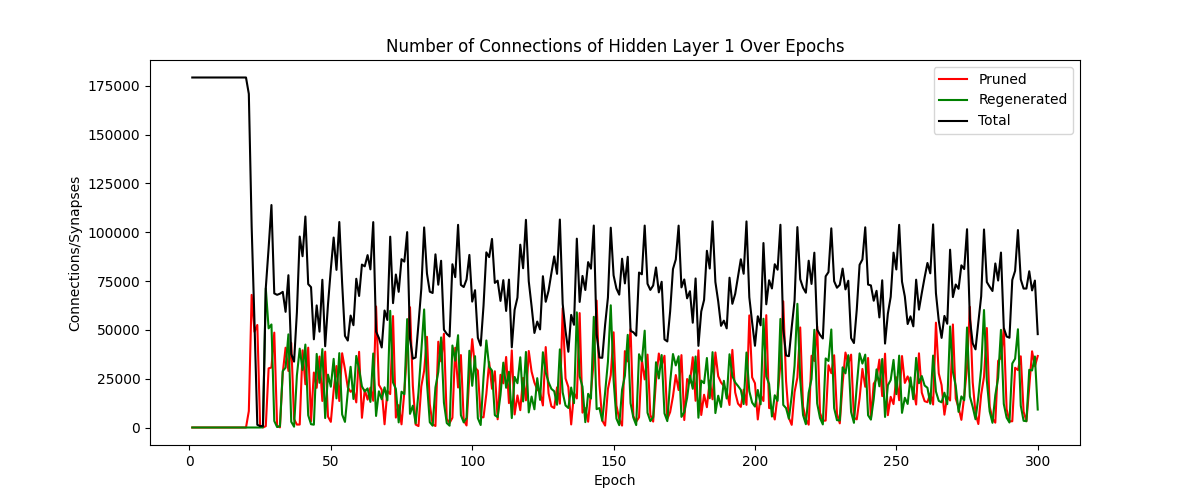 Number of Connections of Hidden Layer 1 Over Epochs
Pruned
Regenerated
Total
Connections/Synapses
175000
150000
125000
100000
75000
50000
25000
0
0 50 100 150 200 250 300
Epoch